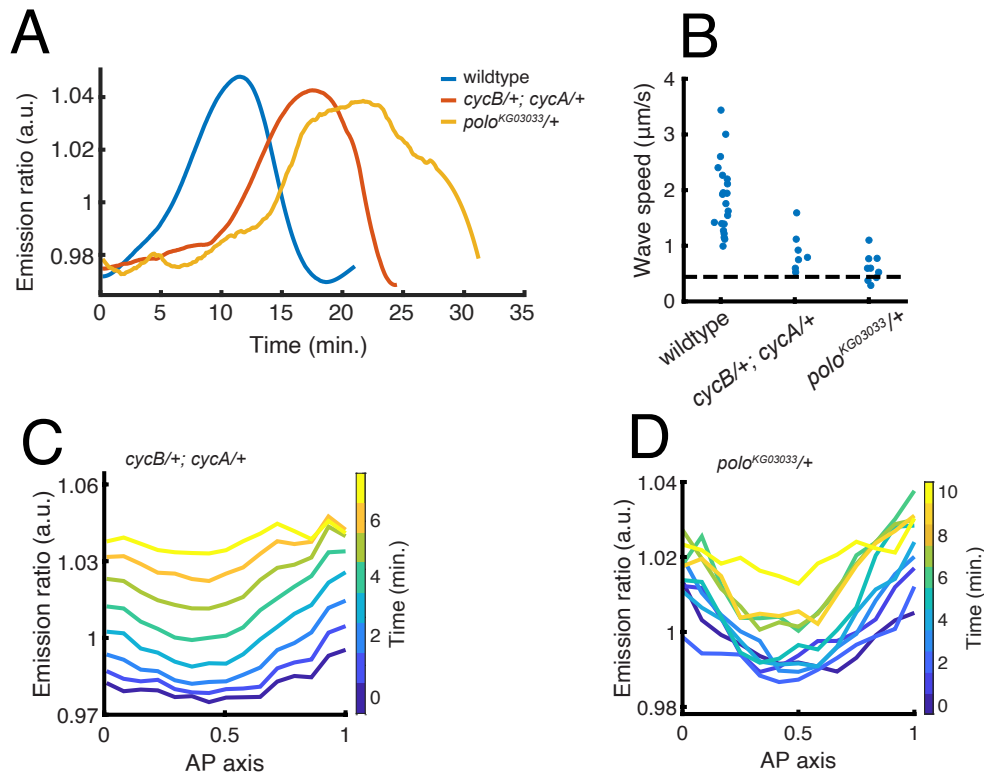 A
Emission ratio (a.u.)
1.04
1.02
1
0.98
0 5 10 15 20 25 30 35
Time (min.)
wildtype
cycB/+; cycA/+
polo^KG03033/+
B
Wave speed (µm/s)
4
3
2
1
0
wildtype
cycB/+; cycA/+
polo^KG03033/+
C
cycB/+; cycA/+
Emission ratio (a.u.)
1.06
1.03
1
0.97
0 0.5 1
AP axis
6
4
2
0
Time (min.)
D
polo^KG03033/+
Emission ratio (a.u.)
1.04
1.02
1
0.98
0 0.5 1
AP axis
10
8
6
4
2
0
Time (min.)